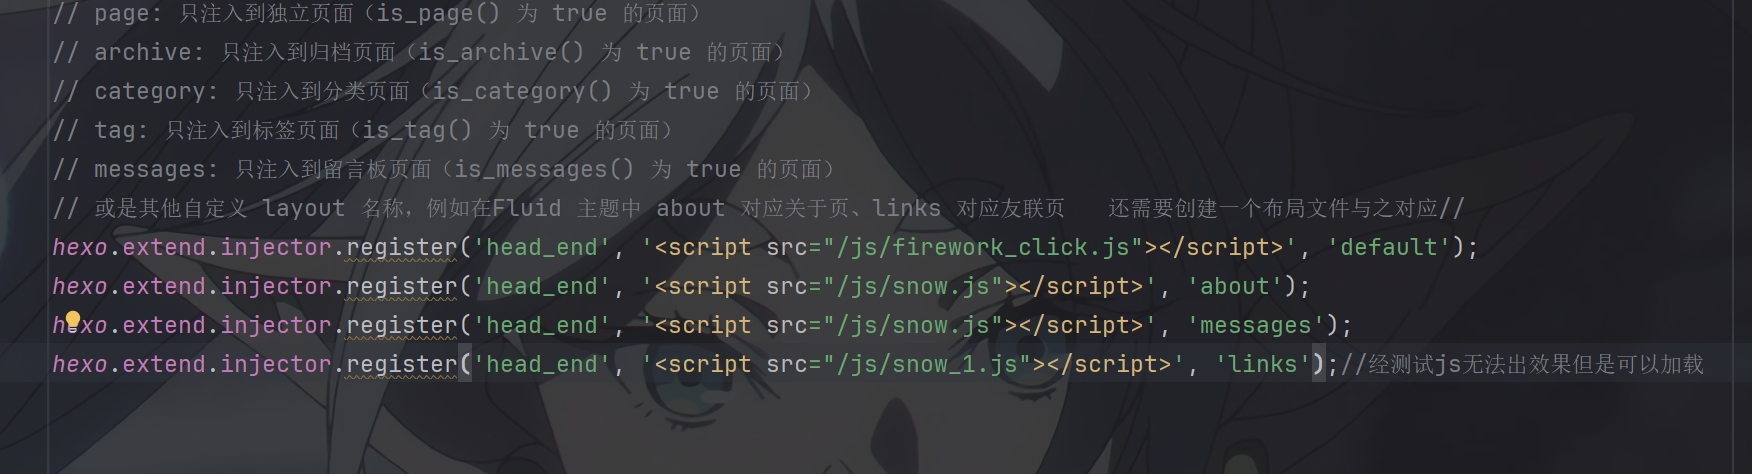 // page: 只注入到独立页面（is_page() 为 true 的页面）
// archive: 只注入到归档页面（is_archive() 为 true 的页面）
// category: 只注入到分类页面（is_category() 为 true 的页面）
// tag: 只注入到标签页面（is_tag() 为 true 的页面）
// messages: 只注入到留言板页面（is_messages() 为 true 的页面）
// 或是其他自定义 layout 名称，例如在Fluid 主题中 about 对应关于页、links 对应友联页   还需要创建一个布局文件与之对应//
hexo.extend.injector.register('head_end', '<script src="/js/firework_click.js"></script>', 'default');
hexo.extend.injector.register('head_end', '<script src="/js/snow.js"></script>', 'about');
hexo.extend.injector.register('head_end', '<script src="/js/snow.js"></script>', 'messages');
hexo.extend.injector.register('head_end', '<script src="/js/snow_1.js"></script>', 'links');//经测试js无法出效果但是可以加载